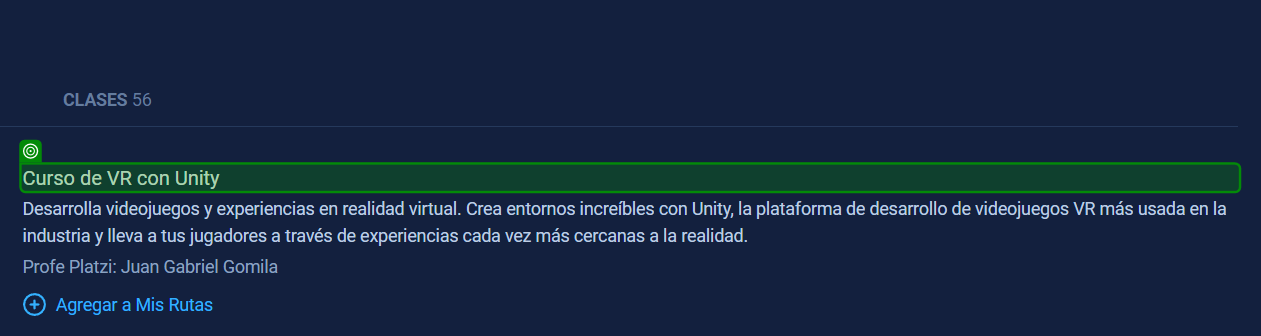 CLASES 56
Curso de VR con Unity
Desarrolla videojuegos y experiencias en realidad virtual. Crea entornos increíbles con Unity, la plataforma de desarrollo de videojuegos VR más usada en la
industria y lleva a tus jugadores a través de experiencias cada vez más cercanas a la realidad.
Profe Platzi: Juan Gabriel Gomila
Agregar a Mis Rutas